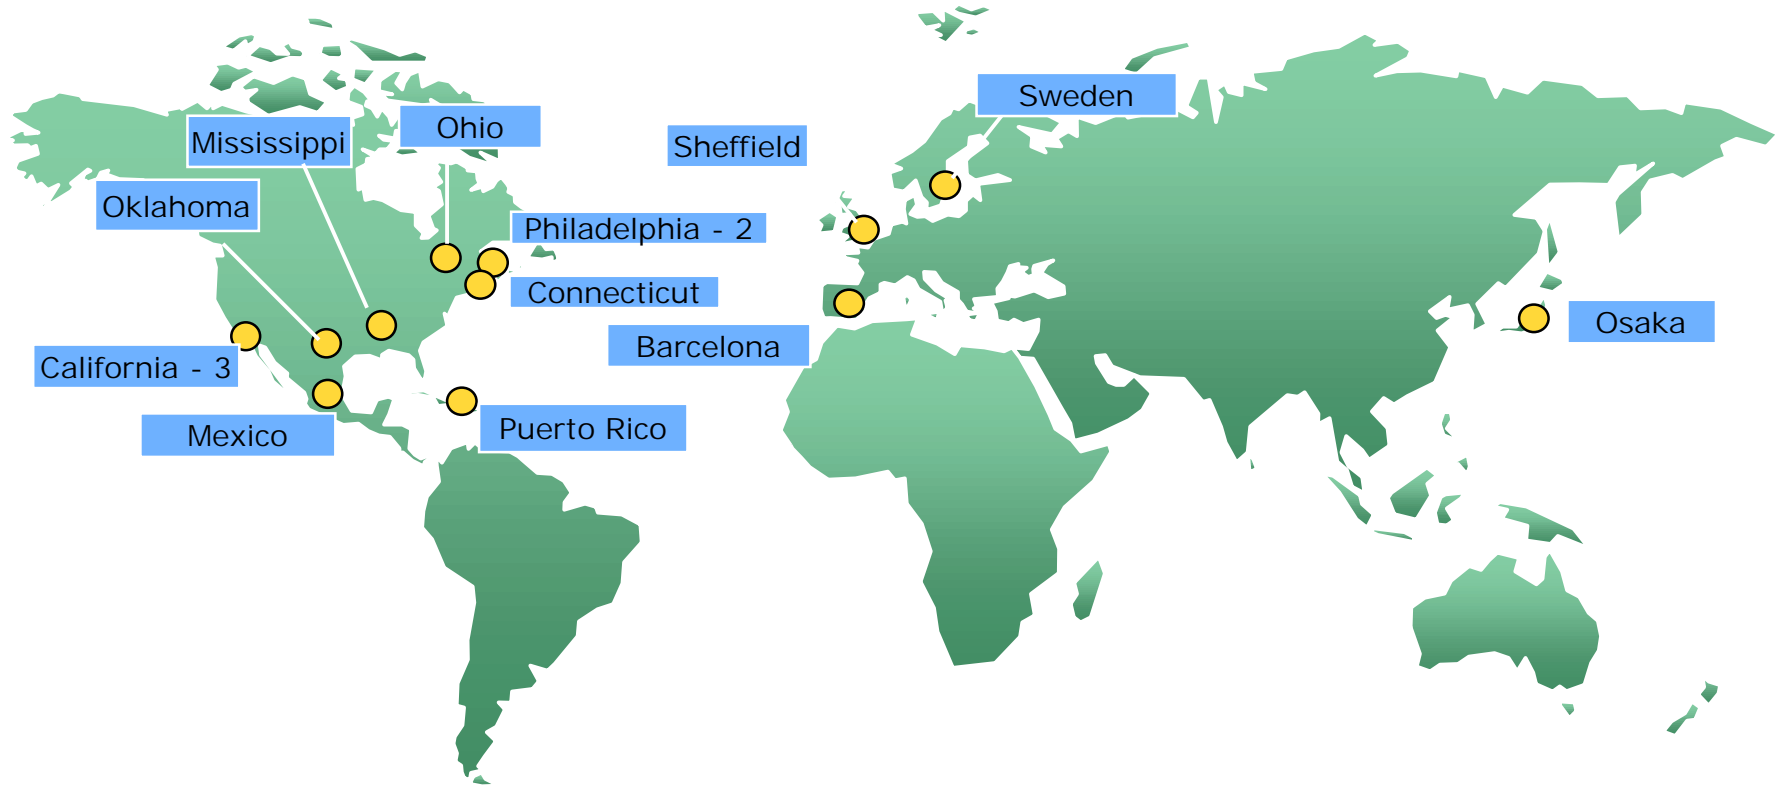 Sweden
Ohio
Mississippi
Sheffield
Oklahoma
Philadelphia - 2
Connecticut
Osaka
Barcelona
California - 3
Puerto Rico
Mexico